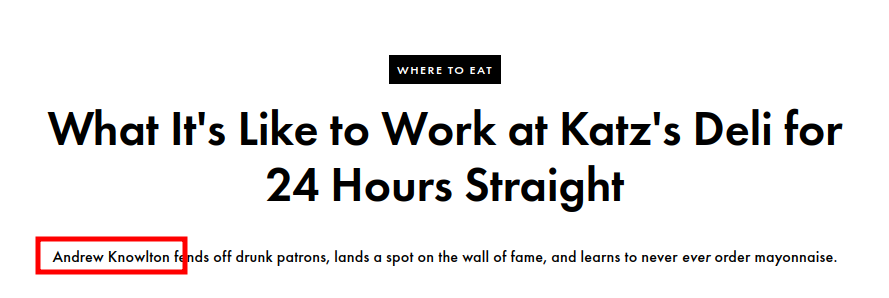 WHERE TO EAT
What It's Like to Work at Katz's Deli for
24 Hours Straight
Andrew Knowlton fends off drunk patrons, lands a spot on the wall of fame, and learns to never ever order mayonnaise.